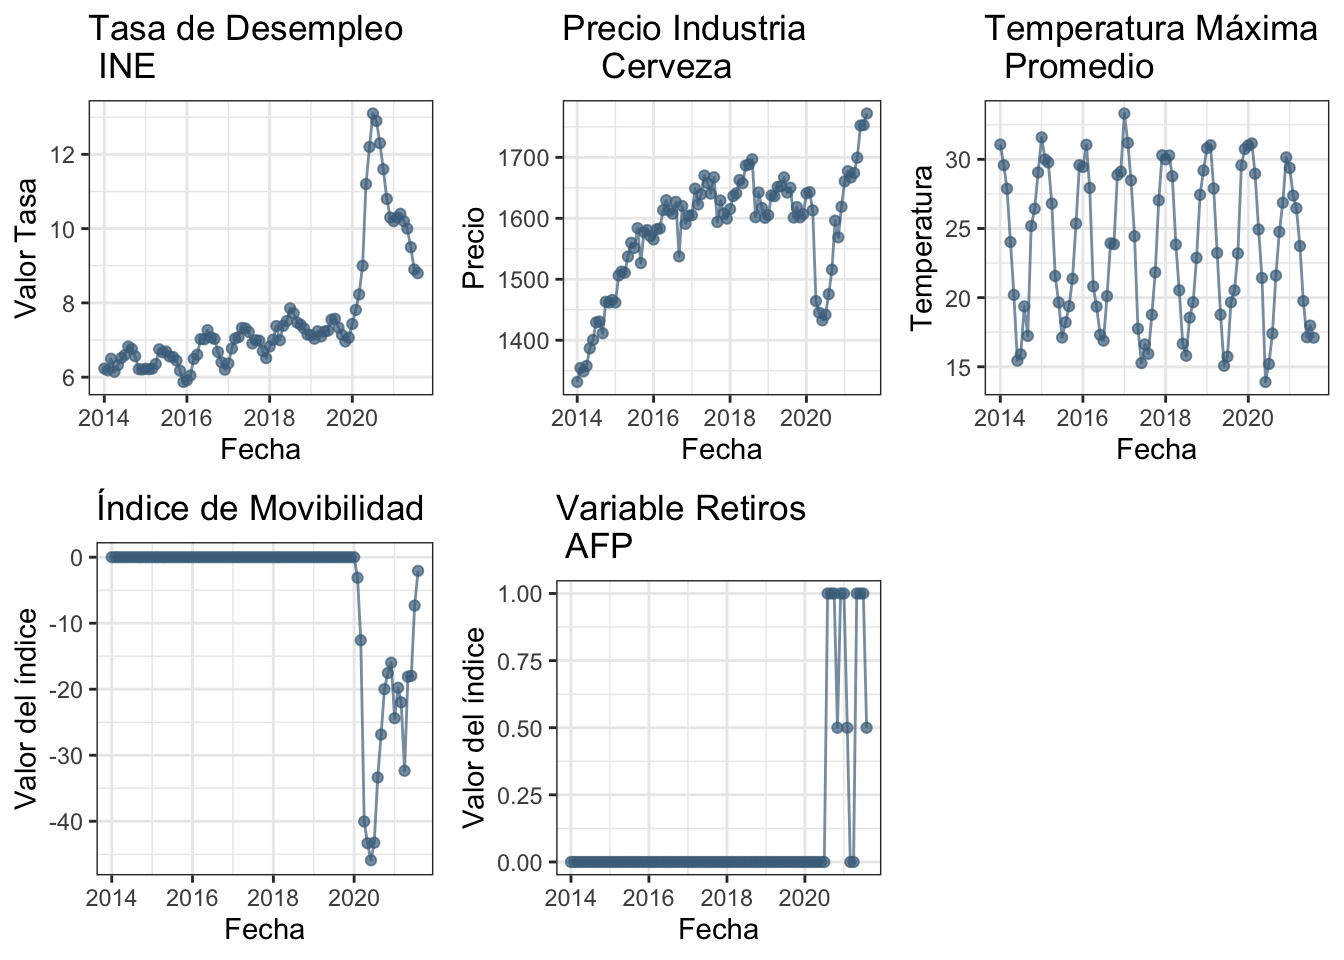 Tasa de Desempleo
INE
Valor Tasa
12
10
8
6
2014 2016 2018 2020
Fecha
Precio Industria
Cerveza
Precio
1700
1600
1500
1400
2014 2016 2018 2020
Fecha
Temperatura Máxima
Promedio
Temperatura
30
25
20
15
2014 2016 2018 2020
Fecha
Índice de Movibilidad
Valor del índice
0
-10
-20
-30
-40
2014 2016 2018 2020
Fecha
Variable Retiros
AFP
Valor del índice
1.00
0.75
0.50
0.25
0.00
2014 2016 2018 2020
Fecha